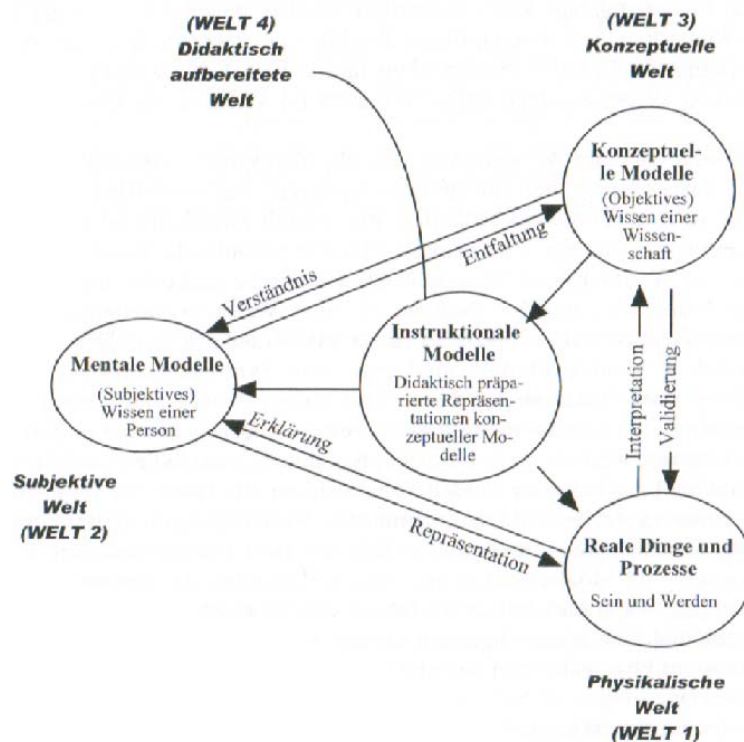 (WELT 4)
Didaktisch
aufbereitete
Welt
(WELT 3)
Konzeptuelle
Welt
Konzeptuel-
le Modelle
(Objektives)
Wissen einer
Wissen-
schaft
Verständnis
Entfaltung
Instruktionale
Modelle
Didaktisch präpa-
rierte Repräsen-
tationen kon-
zeptueller Mo-
delle
Mentale Modelle
(Subjektives)
Wissen einer
Person
Interpretation
Validierung
Erklärung
Repräsentation
Subjektive
Welt
(WELT 2)
Reale Dinge und
Prozesse
Sein und Werden
Physikalische
Welt
(WELT 1)